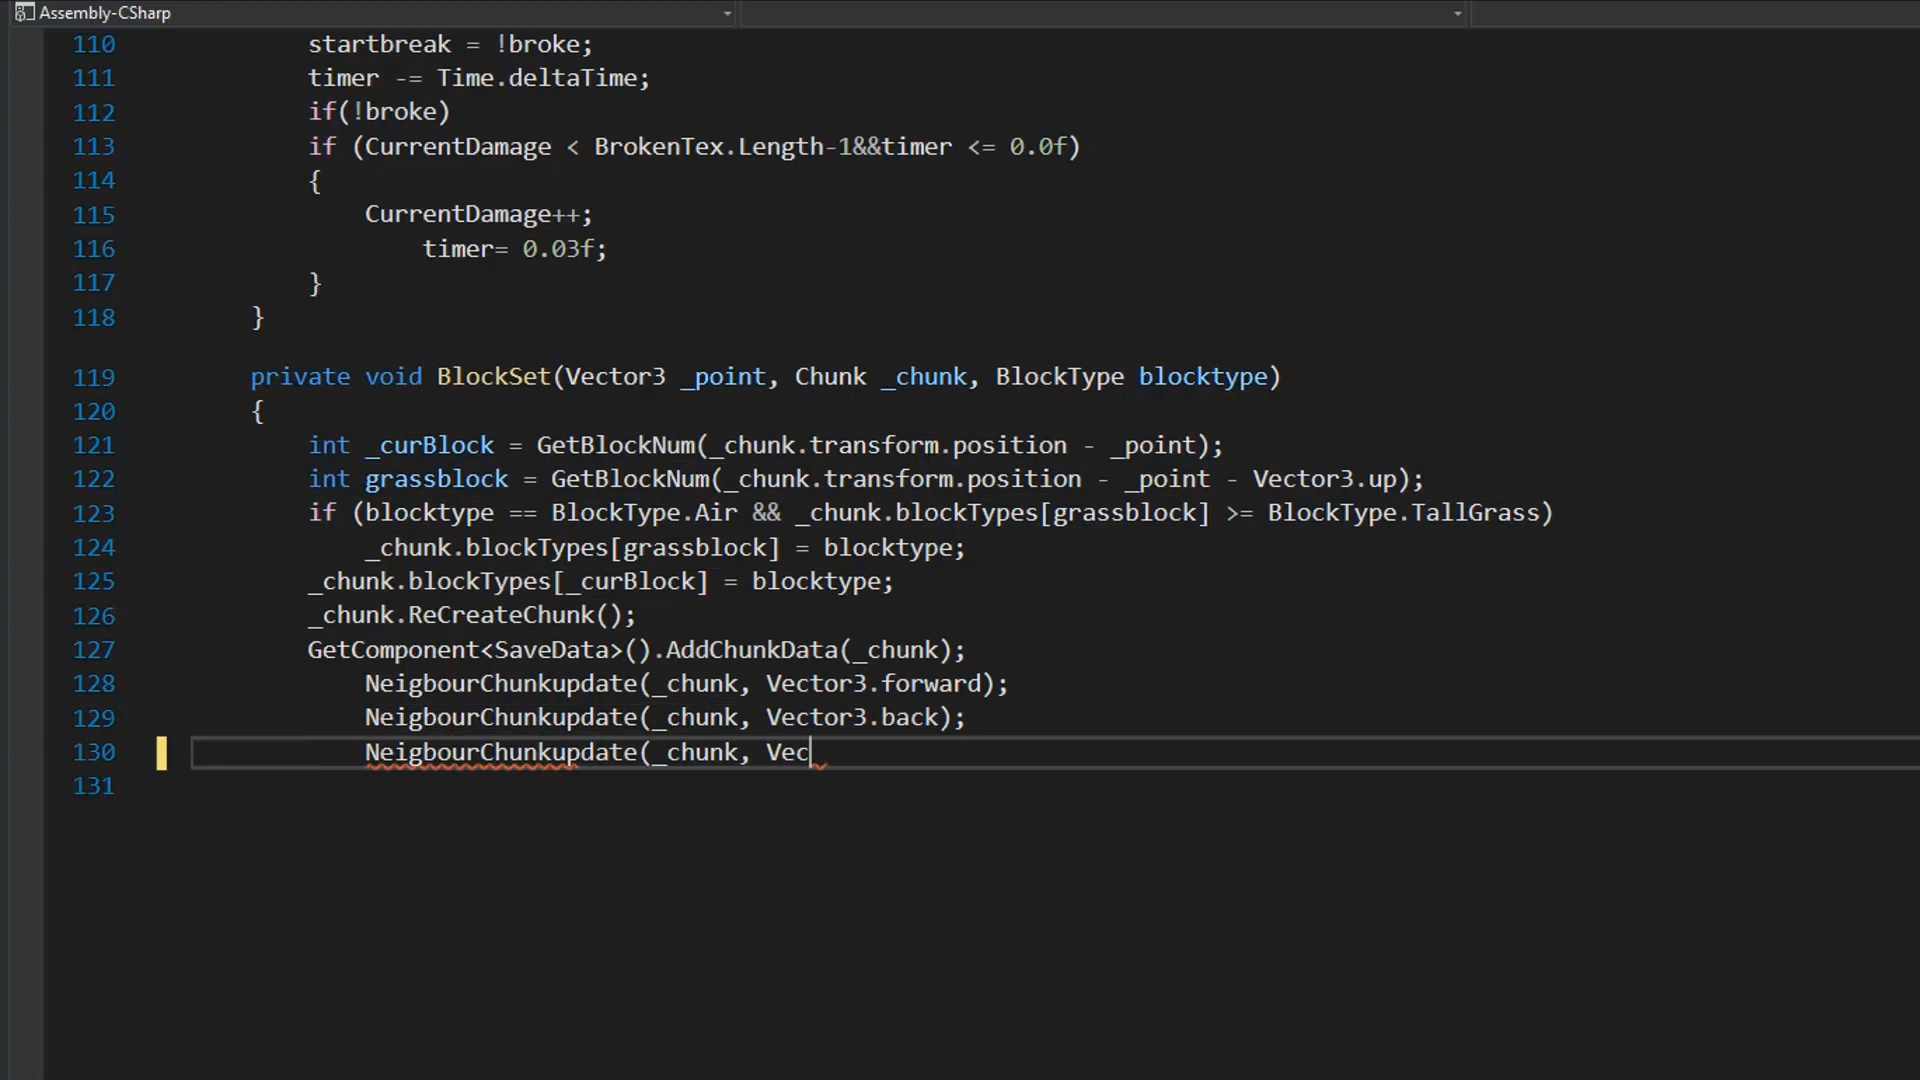 Assembly-CSharp
110 startbreak = !broke;
111 timer -= Time.deltaTime;
112 if(!broke)
113 if (CurrentDamage < BrokenTex.Length-1&&timer <= 0.0f)
114 {
115 CurrentDamage++;
116 timer= 0.03f;
117 }
118 }
119 private void BlockSet(Vector3 _point, Chunk _chunk, BlockType blocktype)
120 {
121 int _curBlock = GetBlockNum(_chunk.transform.position - _point);
122 int grassblock = GetBlockNum(_chunk.transform.position - _point - Vector3.up);
123 if (blocktype == BlockType.Air && _chunk.blockTypes[grassblock] >= BlockType.TallGrass)
124 _chunk.blockTypes[grassblock] = blocktype;
125 _chunk.blockTypes[_curBlock] = blocktype;
126 _chunk.ReCreateChunk();
127 GetComponent<SaveData>().AddChunkData(_chunk);
128 NeigbourChunkupdate(_chunk, Vector3.forward);
129 NeigbourChunkupdate(_chunk, Vector3.back);
130 NeigbourChunkupdate(_chunk, Vec
131